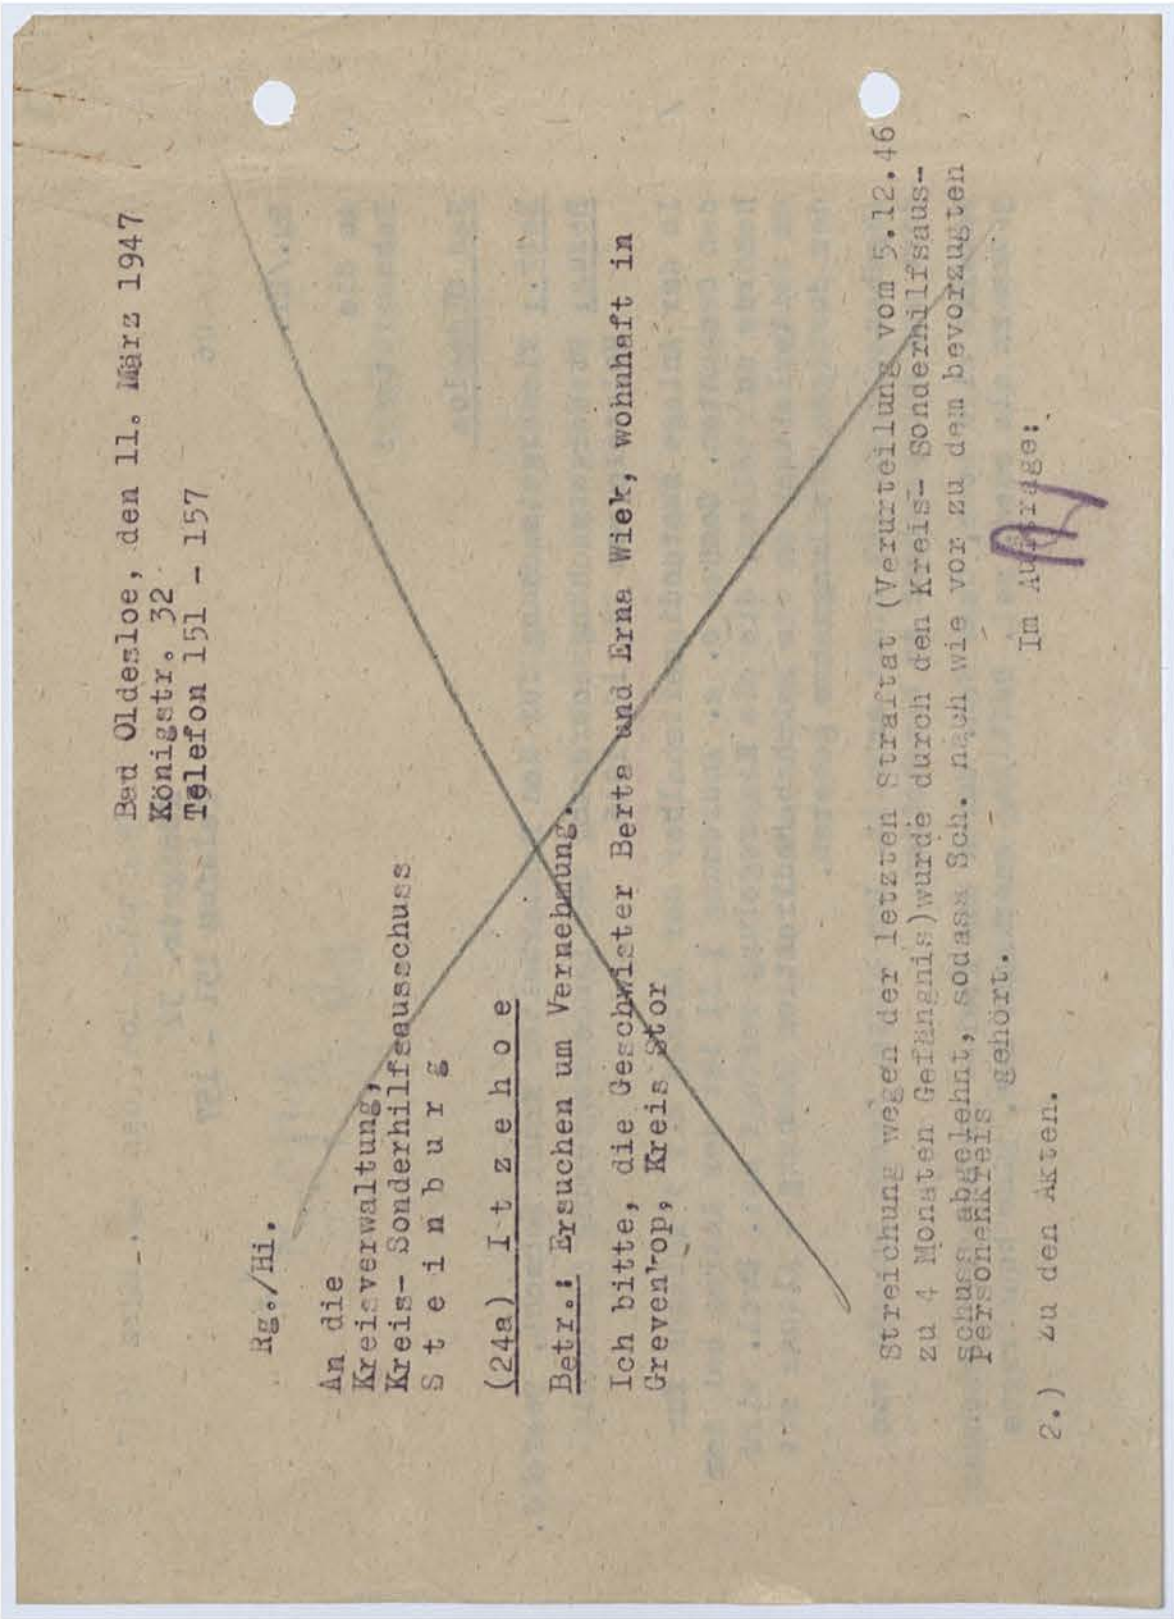 Bad Oldesloe, den 11. März 1947
Königstr. 32
Telefon 151 - 157
Rg./Hi.
An die
Kreisverwaltung,
Kreis- Sonderhilfsausschuss
S t e i n b u r g
(24a) I t z e h o e
Betr.: Ersuchen um Vernehmung.
Ich bitte, die Geschwister Berta und Erna Wiek, wohnhaft in
Grevenkop, Kreis Stor
Streichung wegen der letzten Straftat (Verurteilung vom 5.12.46
zu 4 Monaten Gefängnis)wurde durch den Kreis- Sonderhilfsaus-
schuss abgelehnt, sodass Sch. nach wie vor zu dem bevorzugten
Personenkreis gehört.
Im Auftrage:
2.) Zu den Akten.